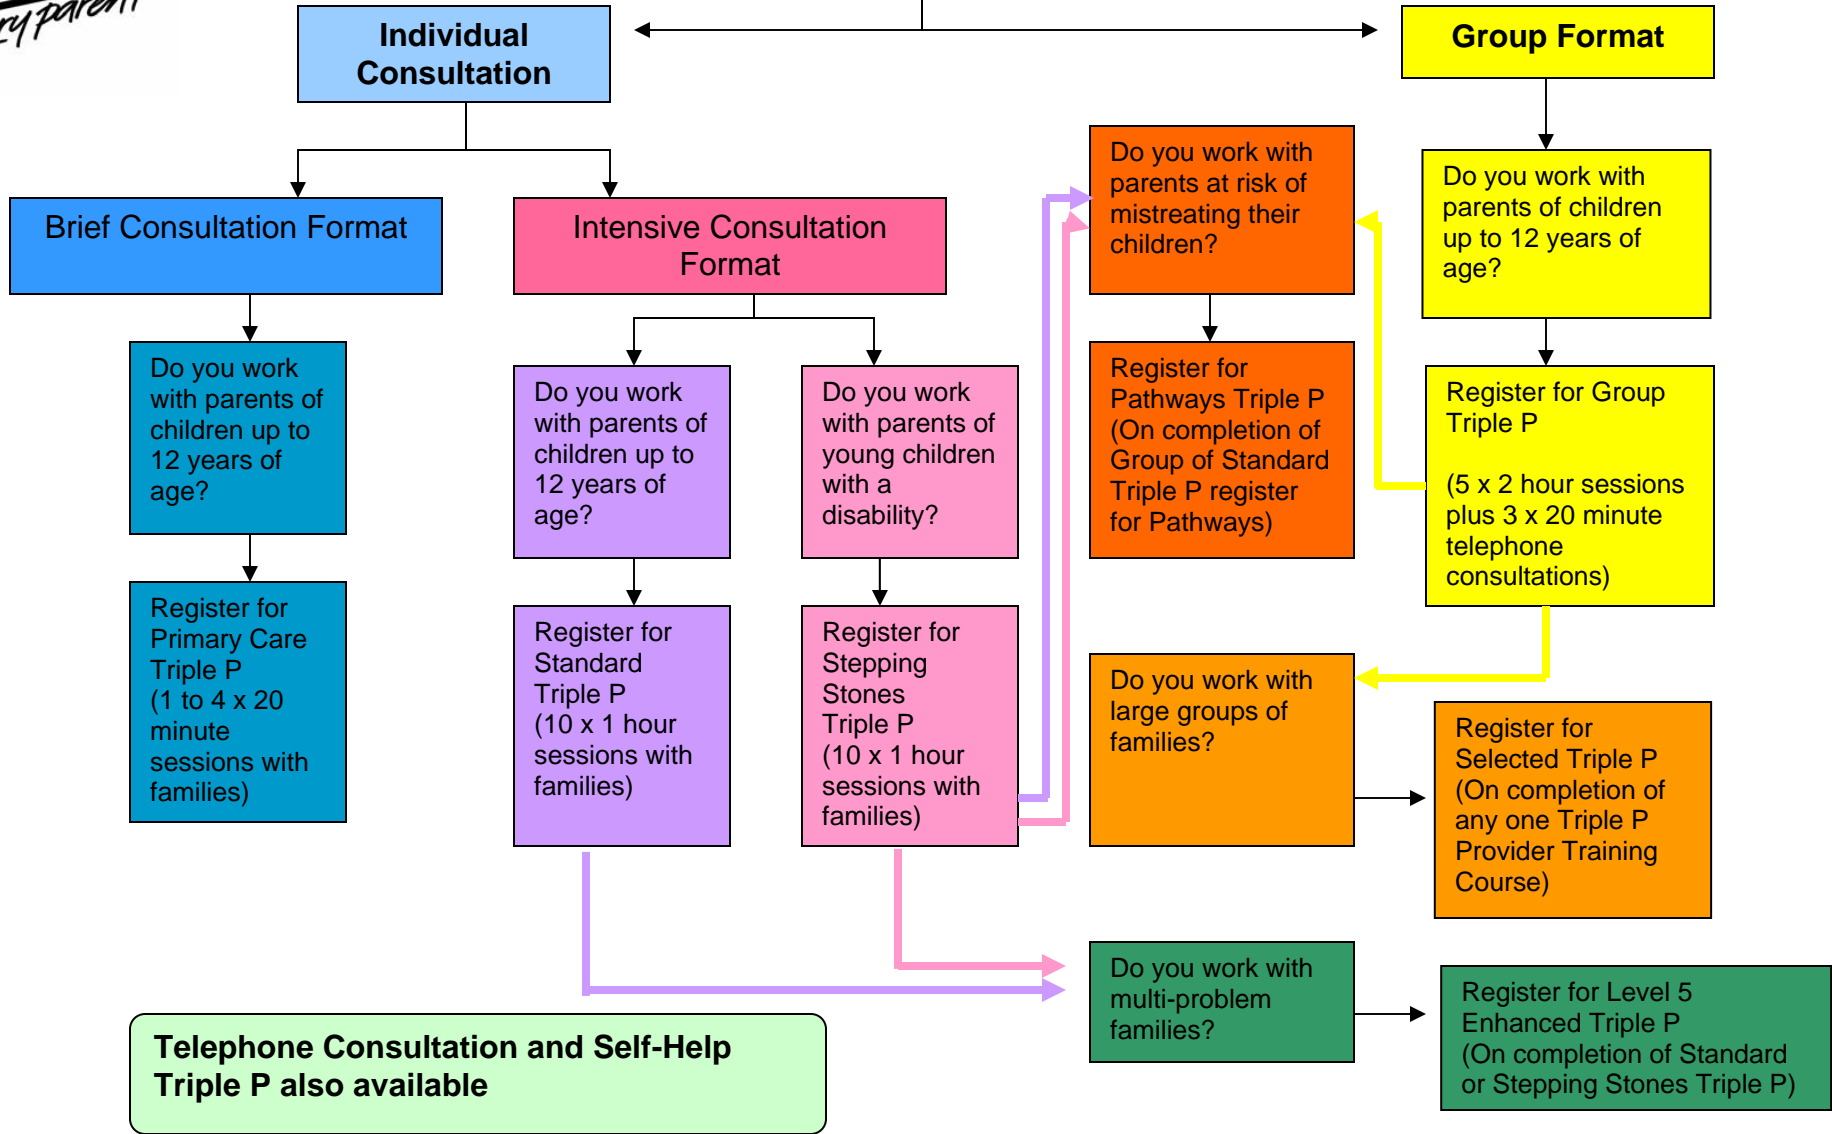 ry parent
Individual
Consultation
Group Format
Brief Consultation Format
Intensive Consultation
Format
Do you work with
parents at risk of
mistreating their
children?
Do you work with
parents of children
up to 12 years of
age?
Do you work
with parents of
children up to
12 years of
age?
Do you work
with parents of
children up to
12 years of
age?
Do you work
with parents of
young children
with a
disability?
Register for
Pathways Triple P
(On completion of
Group of Standard
Triple P register
for Pathways)
Register for Group
Triple P
(5 x 2 hour sessions
plus 3 x 20 minute
telephone
consultations)
Register for
Primary Care
Triple P
(1 to 4 x 20
minute
sessions with
families)
Register for
Standard
Triple P
(10 x 1 hour
sessions with
families)
Register for
Stepping
Stones
Triple P
(10 x 1 hour
sessions with
families)
Do you work with
large groups of
families?
Register for
Selected Triple P
(On completion of
any one Triple P
Provider Training
Course)
Do you work with
multi-problem
families?
Register for Level 5
Enhanced Triple P
(On completion of Standard
or Stepping Stones Triple P)
Telephone Consultation and Self-Help
Triple P also available